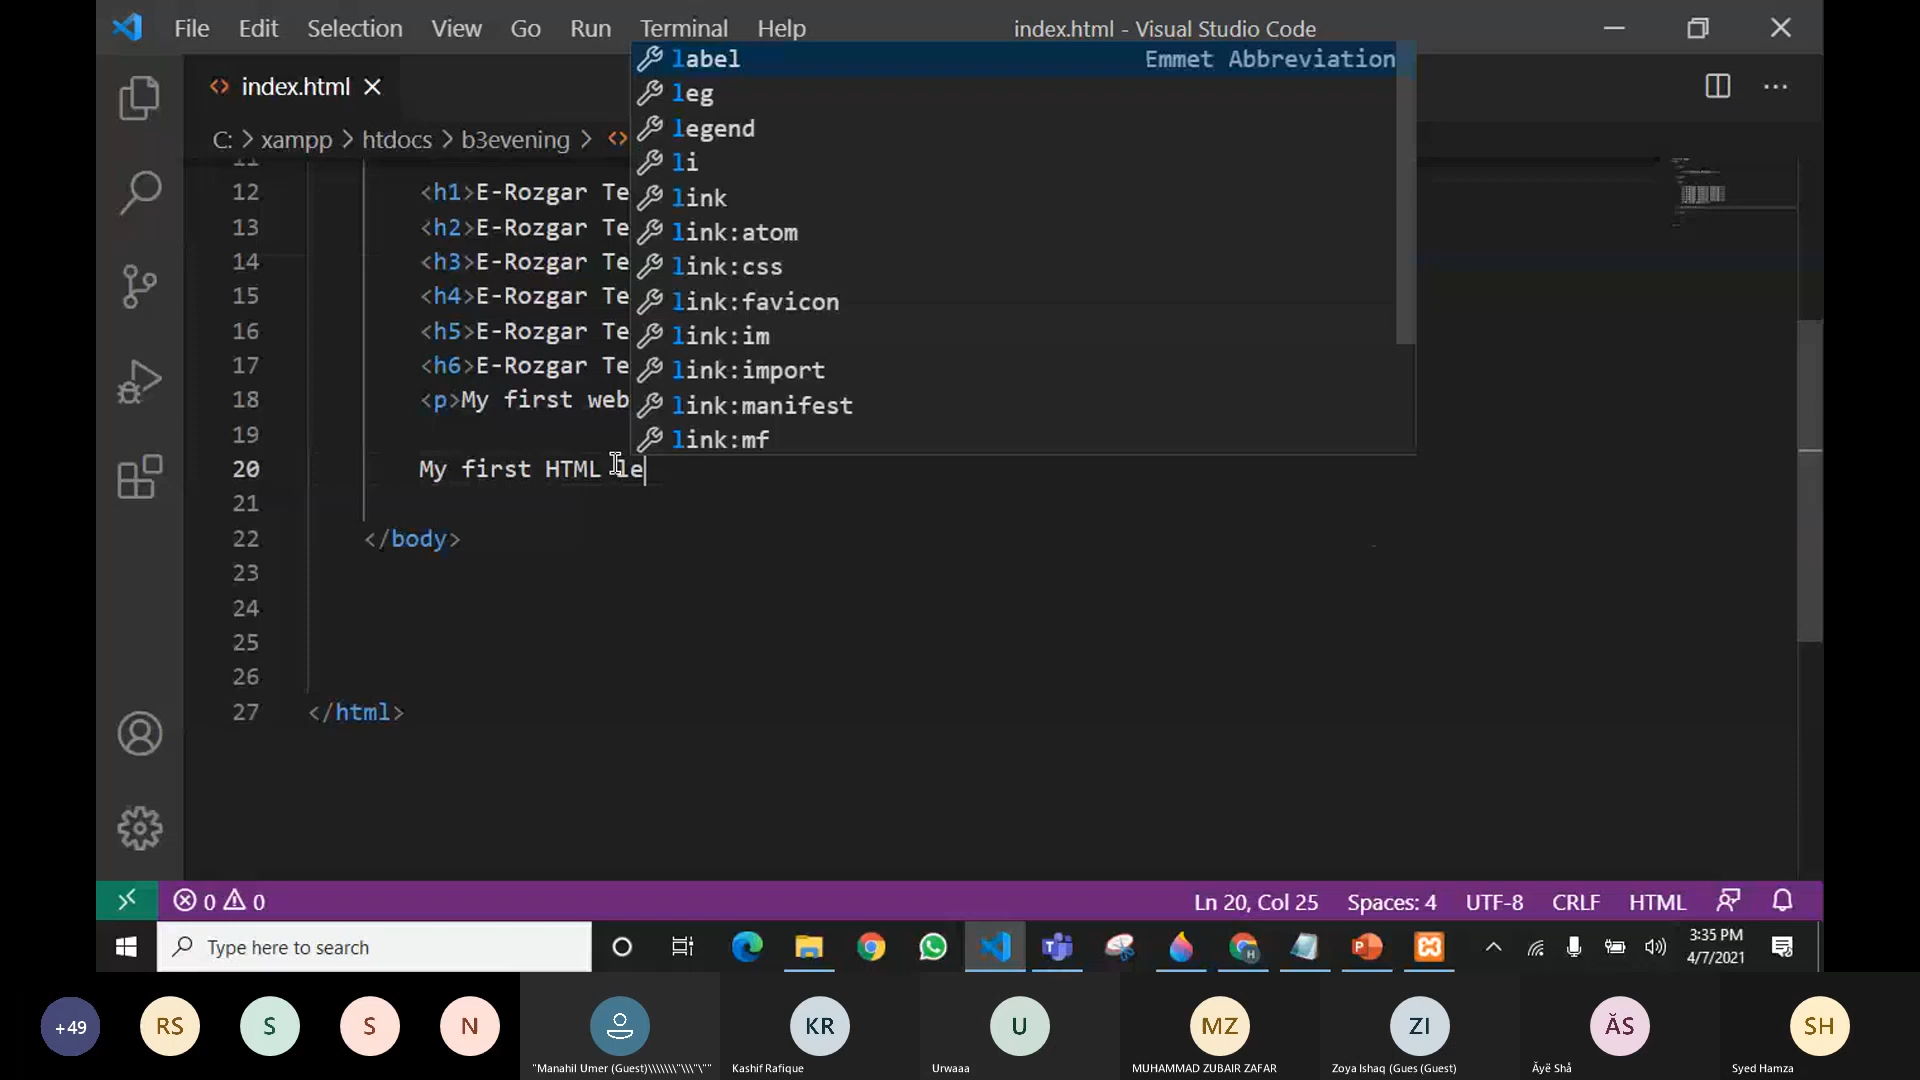 File Edit Selection View Go Run Terminal Help index.html - Visual Studio Code
index.html
C: > xampp > htdocs > b3evening >
label Emmet Abbreviation
leg
legend
li
link
link:atom
link:css
link:favicon
link:im
link:import
link:manifest
link:mf
11
12 <h1>E-Rozgar Te
13 <h2>E-Rozgar Te
14 <h3>E-Rozgar Te
15 <h4>E-Rozgar Te
16 <h5>E-Rozgar Te
17 <h6>E-Rozgar Te
18 <p>My first web
19
20 My first HTML le
21
22 </body>
23
24
25
26
27 </html>
0 0 Ln 20, Col 25 Spaces: 4 UTF-8 CRLF HTML
Type here to search
H
3:35 PM
4/7/2021
+49 RS S S N KR U MZ ZI ĂS SH
"Manahil Umer (Guest)\\\\\\\"\\\"\"" Kashif Rafique Urwaaa MUHAMMAD ZUBAIR ZAFAR Zoya Ishaq (Gues (Guest) Ăyë Shå Syed Hamza